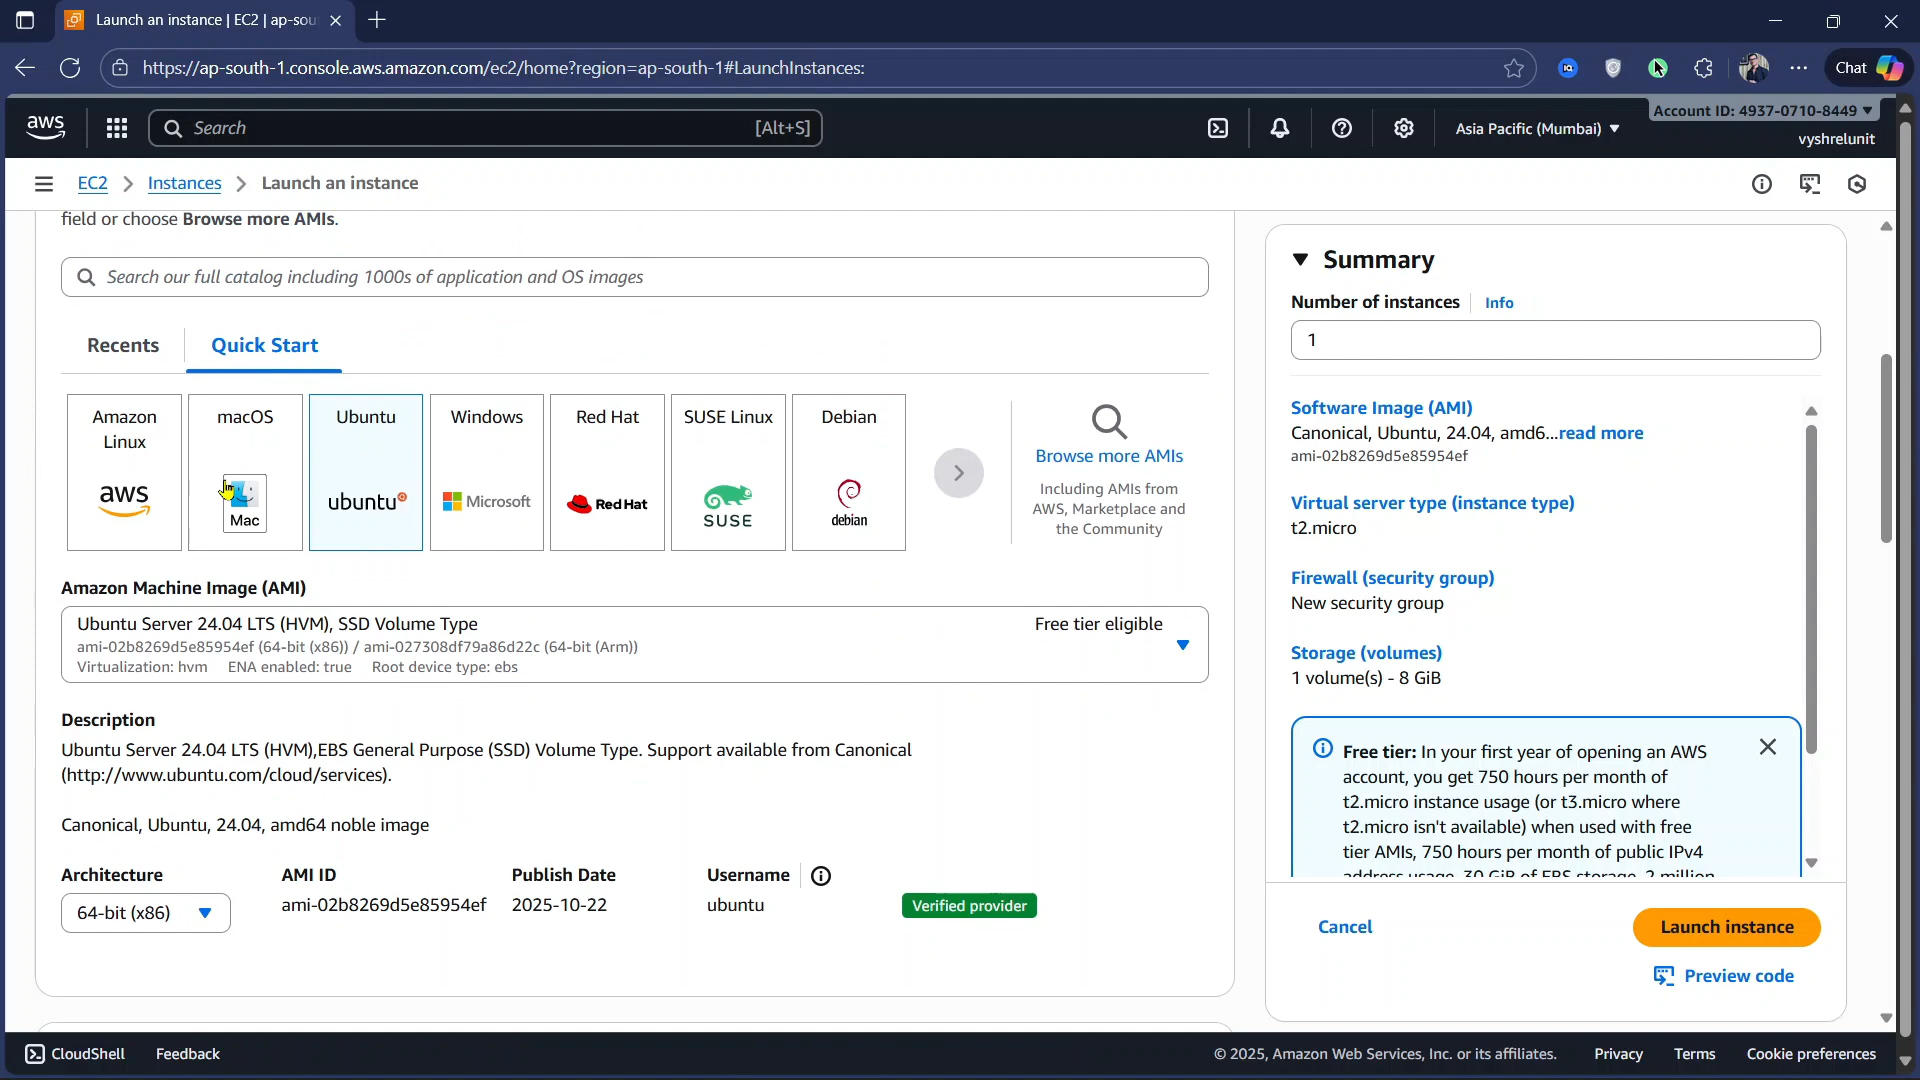 Launch an instance | EC2 | ap-sou
https://ap-south-1.console.aws.amazon.com/ec2/home?region=ap-south-1#LaunchInstances:
Chat
aws
Search
[Alt+S]
Asia Pacific (Mumbai)
Account ID: 4937-0710-8449
vyshrelunit
EC2
Instances
Launch an instance
field or choose Browse more AMIs.
Search our full catalog including 1000s of application and OS images
Recents
Quick Start
Amazon
Linux
aws
macOS
Mac
Ubuntu
ubuntu
Windows
Microsoft
Red Hat
Red Hat
SUSE Linux
SUSE
Debian
debian
Browse more AMIs
Including AMIs from
AWS, Marketplace and
the Community
Amazon Machine Image (AMI)
Ubuntu Server 24.04 LTS (HVM), SSD Volume Type
Free tier eligible
ami-02b8269d5e85954ef (64-bit (x86)) / ami-027308df79a86d22c (64-bit (Arm))
Virtualization: hvm ENA enabled: true Root device type: ebs
Description
Ubuntu Server 24.04 LTS (HVM),EBS General Purpose (SSD) Volume Type. Support available from Canonical
(http://www.ubuntu.com/cloud/services).
Canonical, Ubuntu, 24.04, amd64 noble image
Architecture
64-bit (x86)
AMI ID
ami-02b8269d5e85954ef
Publish Date
2025-10-22
Username
ubuntu
Verified provider
Summary
Number of instances
Info
1
Software Image (AMI)
Canonical, Ubuntu, 24.04, amd6...read more
ami-02b8269d5e85954ef
Virtual server type (instance type)
t2.micro
Firewall (security group)
New security group
Storage (volumes)
1 volume(s) - 8 GiB
Free tier: In your first year of opening an AWS
account, you get 750 hours per month of
t2.micro instance usage (or t3.micro where
t2.micro isn't available) when used with free
tier AMIs, 750 hours per month of public IPv4
address usage, 30 GiB of EBS storage, 2 million
Cancel
Launch instance
Preview code
CloudShell
Feedback
© 2025, Amazon Web Services, Inc. or its affiliates.
Privacy
Terms
Cookie preferences